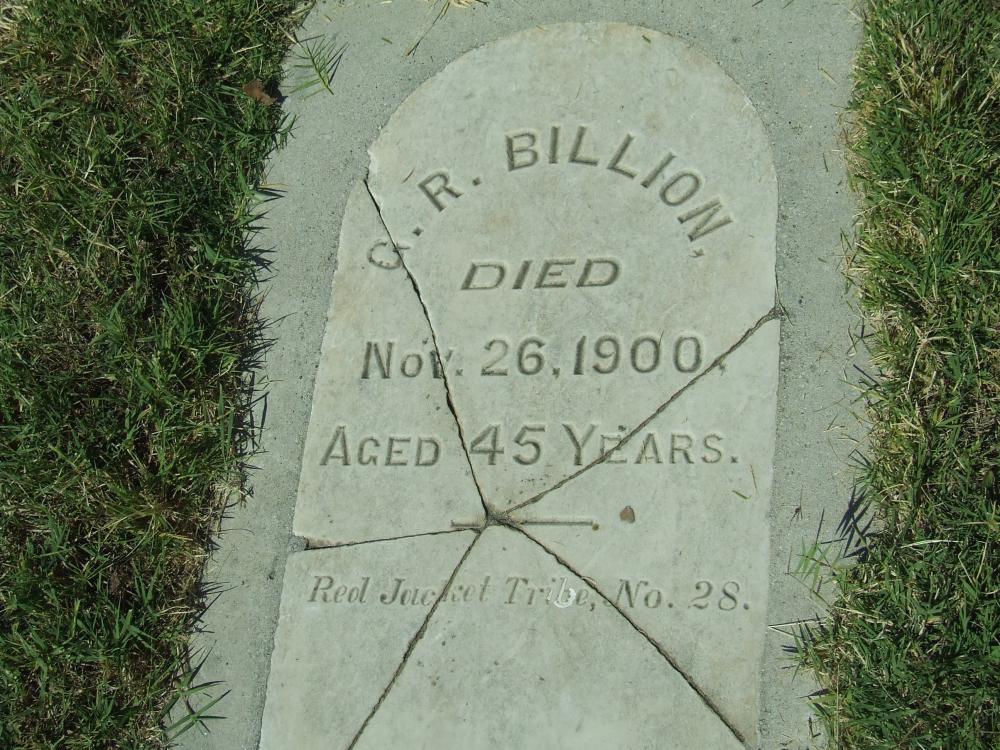 G. R. BILLION,
DIED
Nov. 26, 1900.
AGED 45 YEARS.
Red Jacket Tribe, No. 28.